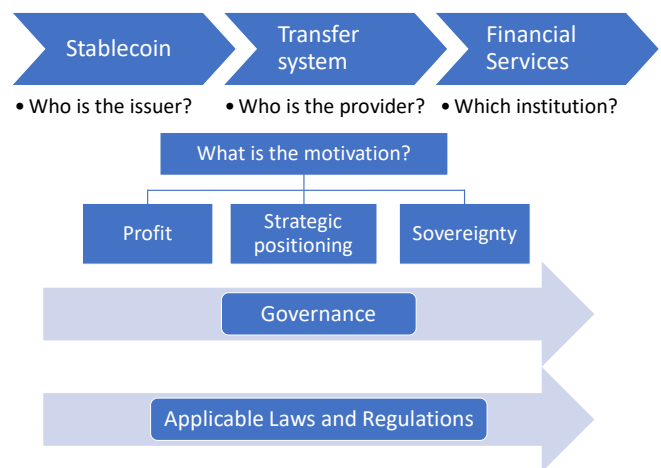 Stablecoin
Transfer
system
Financial
Services
• Who is the issuer?
• Who is the provider?
• Which institution?
What is the motivation?
Profit
Strategic
positioning
Sovereignty
Governance
Applicable Laws and Regulations